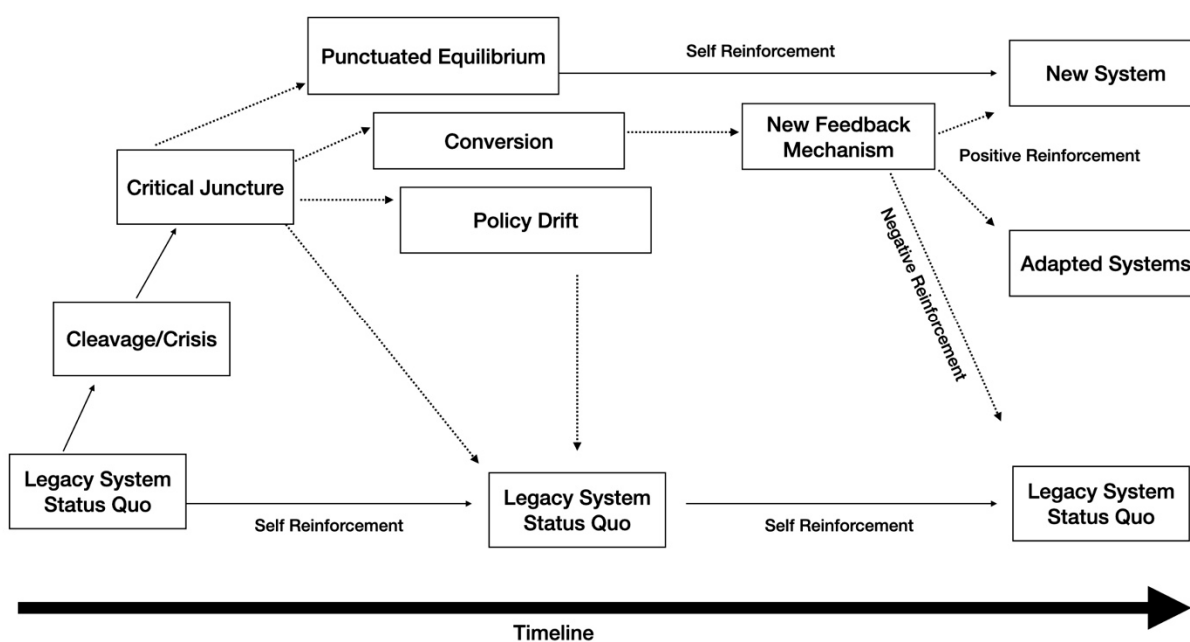 Punctuated Equilibrium
Self Reinforcement
New System
Conversion
New Feedback
Mechanism
Positive Reinforcement
Critical Juncture
Policy Drift
Negative Reinforcement
Adapted Systems
Cleavage/Crisis
Legacy System
Status Quo
Self Reinforcement
Legacy System
Status Quo
Self Reinforcement
Legacy System
Status Quo
Timeline